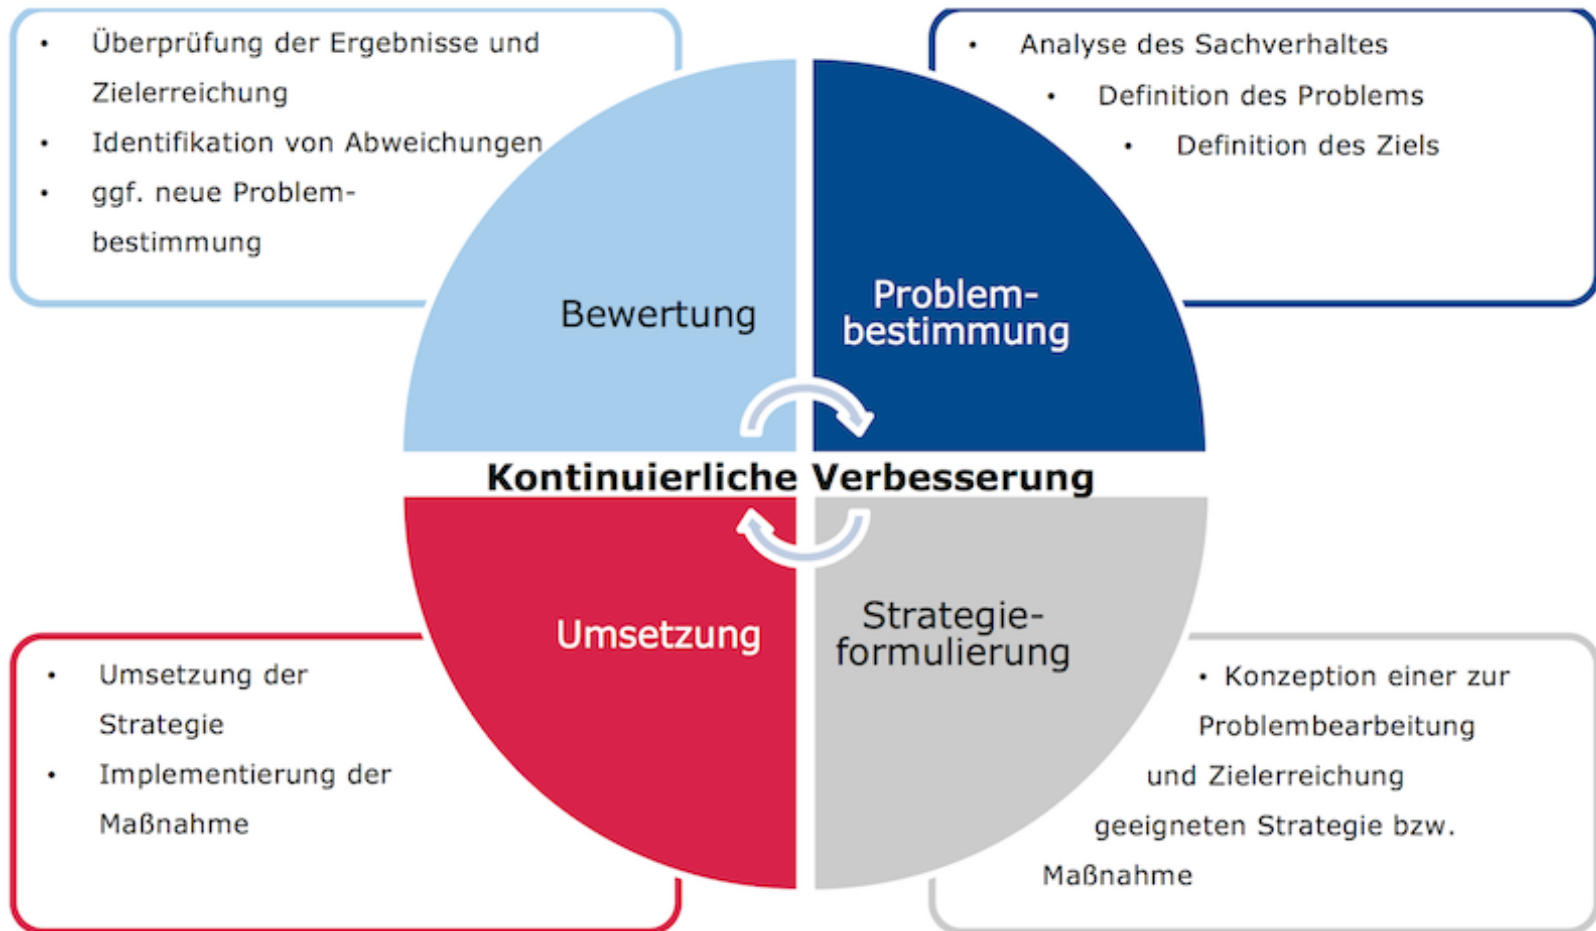 • Überprüfung der Ergebnisse und
Zielerreichung
• Identifikation von Abweichungen
• ggf. neue Problem-
bestimmung
• Analyse des Sachverhaltes
• Definition des Problems
• Definition des Ziels
Bewertung
Problem-
bestimmung
Kontinuierliche Verbesserung
Umsetzung
Strategie-
formulierung
• Umsetzung der
Strategie
• Implementierung der
Maßnahme
• Konzeption einer zur
Problembearbeitung
und Zielerreichung
geeigneten Strategie bzw.
Maßnahme